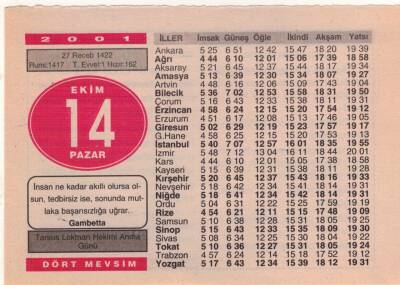 2001
27 Receb 1422
Rumi:1417 T. Evvel:1 Hızır:162
EKİM
14
PAZAR
İnsan ne kadar akıllı olursa ol-
sun, tedbirsiz ise, sonunda mut-
laka başarısızlığa uğrar.
Gambetta
Tarsus Lokman Hekimi Anma
Günü
DÖRT MEVSİM
İLLER İmsak Güneş Öğle İkindi Akşam Yatsı
Ankara 5 25 6 51 12 42 15 47 18 20 19 39
Ağrı 4 44 6 10 12 01 15 06 17 39 18 58
Aksaray 5 21 6 45 12 37 15 44 18 17 19 34
Amasya 5 13 6 39 12 30 15 34 18 07 19 27
Artvin 4 48 6 16 12 06 15 09 17 42 19 03
Bilecik 5 36 7 02 12 53 15 58 18 31 19 50
Çorum 5 16 6 43 12 33 15 38 18 11 19 31
Erzincan 4 58 6 24 12 15 15 20 17 54 19 12
Erzurum 4 51 6 17 12 08 15 13 17 46 19 05
Giresun 5 02 6 29 12 19 15 23 17 57 19 17
G.Hane 4 58 6 25 12 15 15 20 17 53 19 13
İstanbul 5 40 7 07 12 57 16 01 18 35 19 55
İzmir 5 48 7 12 13 04 16 11 18 44 20 01
Kars 4 44 6 10 12 01 15 05 17 38 18 58
Kayseri 5 15 6 39 12 31 15 38 18 11 19 28
Kırşehir 5 20 6 45 12 37 15 43 18 16 19 33
Nevşehir 5 18 6 42 12 34 15 41 18 14 19 31
Niğde 5 18 6 41 12 34 15 42 18 14 19 31
Ordu 5 04 6 31 12 22 15 25 17 59 19 19
Rize 4 54 6 21 12 11 15 15 17 48 19 09
Samsun 5 10 6 38 12 28 15 31 18 05 19 25
Sinop 5 15 6 43 12 33 15 35 18 09 19 30
Sivas 5 08 6 34 12 25 15 31 18 04 19 22
Tokat 5 10 6 36 12 27 15 31 18 05 19 24
Trabzon 4 57 6 24 12 14 15 18 17 52 19 12
Yozgat 5 17 6 43 12 34 15 39 18 12 19 31